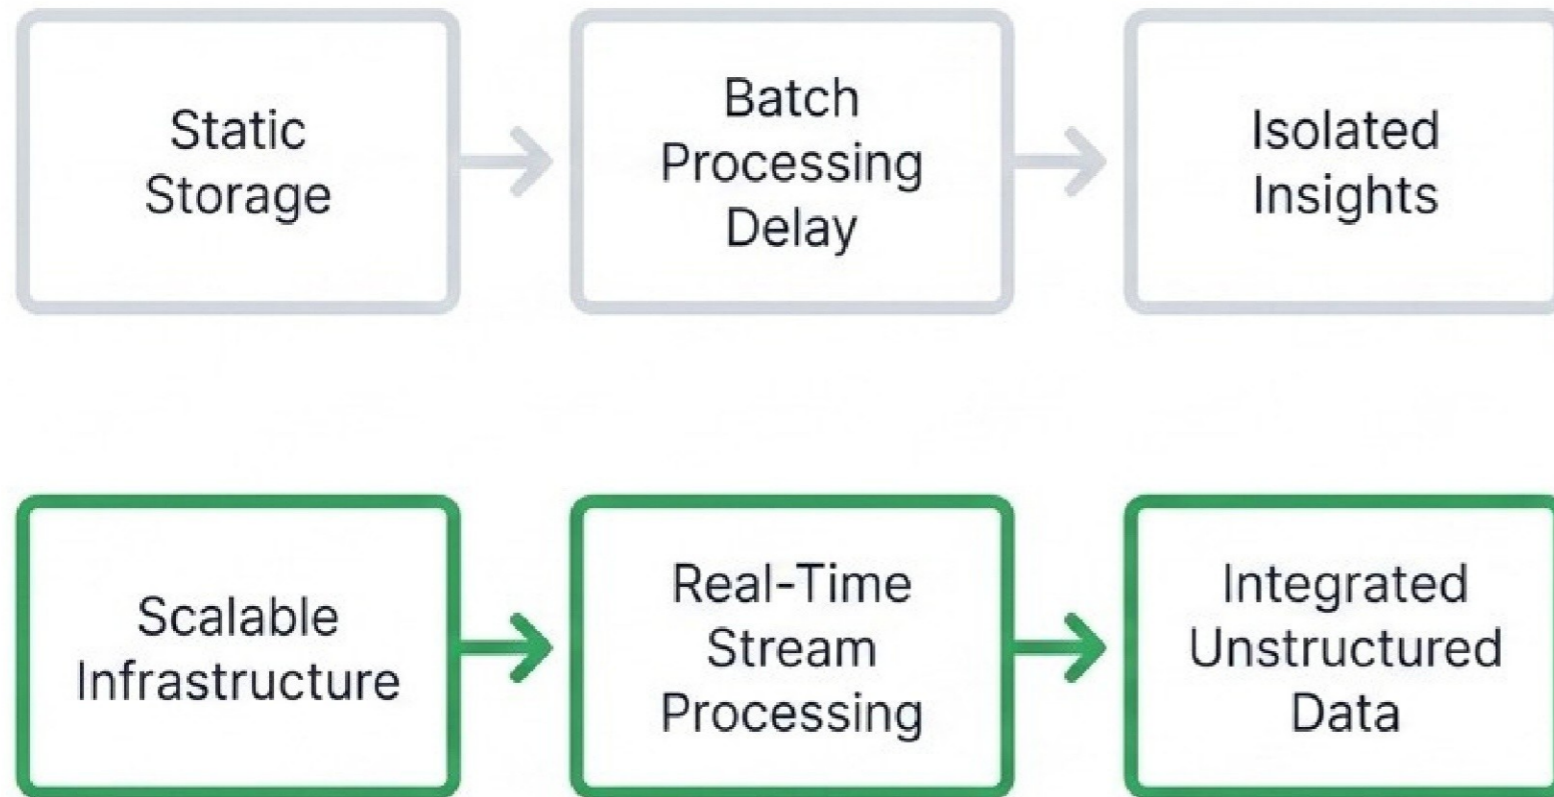 Static
Storage
Batch
Processing
Delay
Isolated
Insights
Scalable
Infrastructure
Real-Time
Stream
Processing
Integrated
Unstructured
Data